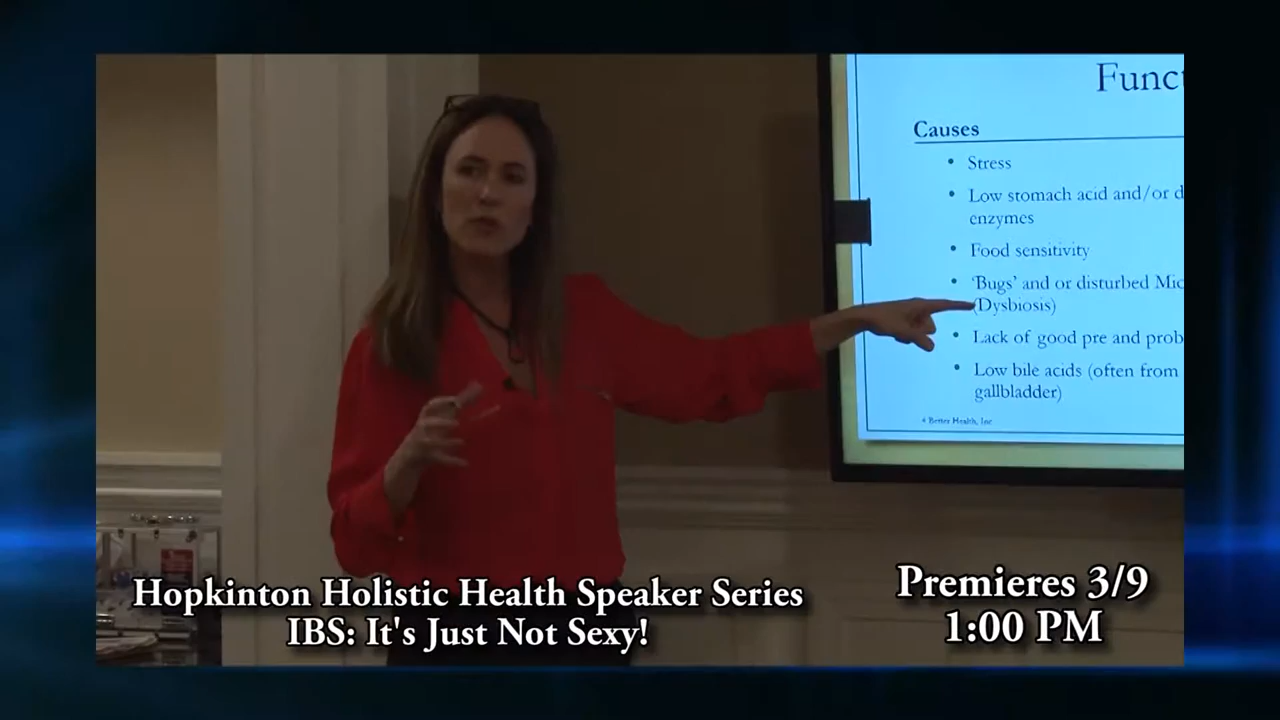 Func
Causes
• Stress
• Low stomach acid and/or d
enzymes
• Food sensitivity
• 'Bugs' and or disturbed Mic
(Dysbiosis)
• Lack of good pre and prob
• Low bile acids (often from
gallbladder)
Better Health, Inc
Hopkinton Holistic Health Speaker Series
IBS: It's Just Not Sexy!
Premieres 3/9
1:00 PM